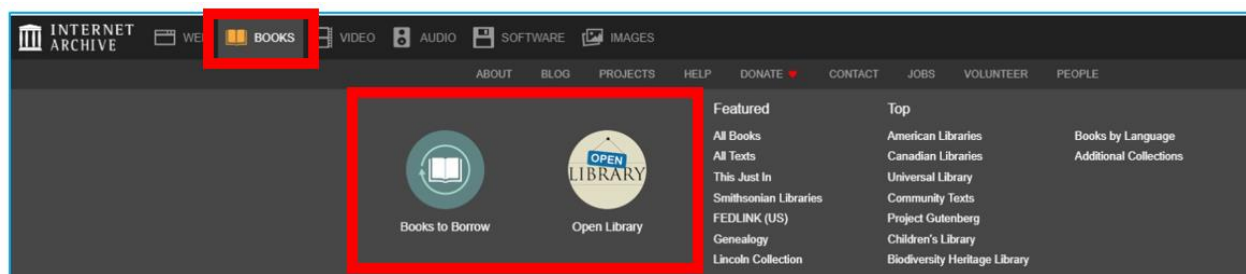 INTERNET
ARCHIVE
BOOKS
VIDEO
AUDIO
SOFTWARE
IMAGES
ABOUT BLOG PROJECTS HELP DONATE CONTACT JOBS VOLUNTEER PEOPLE
OPEN
LIBRARY
Books to Borrow
Open Library
Featured
All Books
All Texts
This Just In
Smithsonian Libraries
FEDLINK (US)
Genealogy
Lincoln Collection
Top
American Libraries
Canadian Libraries
Universal Library
Community Texts
Project Gutenberg
Children's Library
Biodiversity Heritage Library
Books by Language
Additional Collections